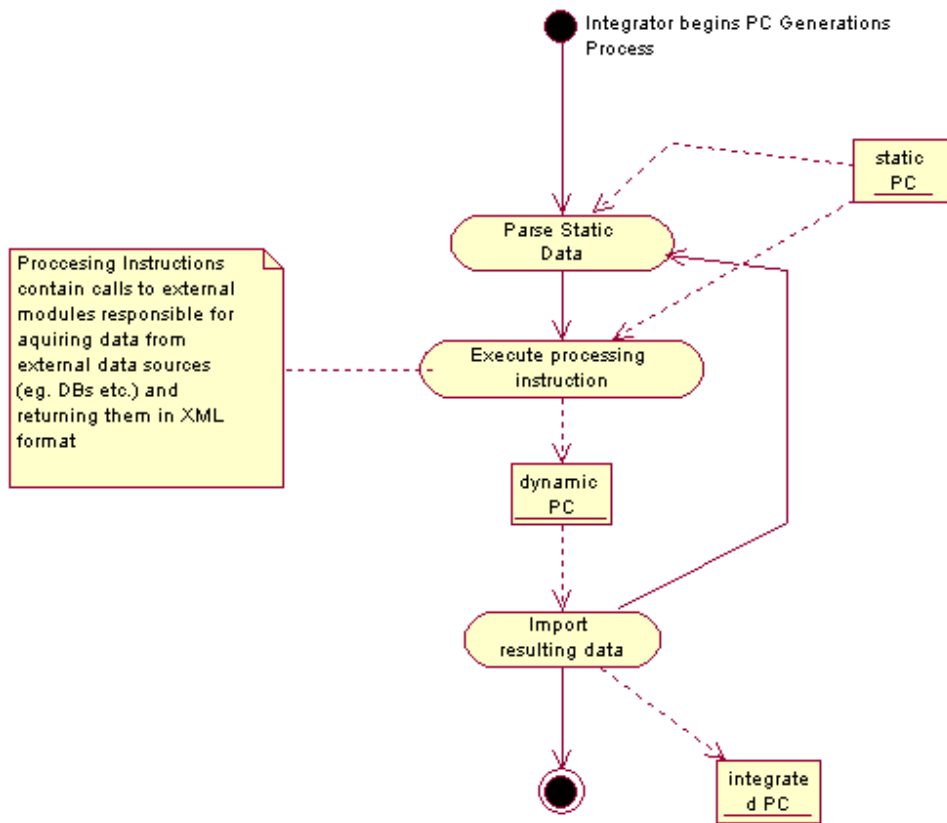 Integrator begins PC Generations
Process
static
PC
Parse Static
Data
Proccesing Instructions
contain calls to external
modules responsible for
aquiring data from
external data sources
(eg. DBs etc.) and
returning them in XML
format
Execute processing
instruction
dynamic
PC
Import
resulting data
integrate
d PC